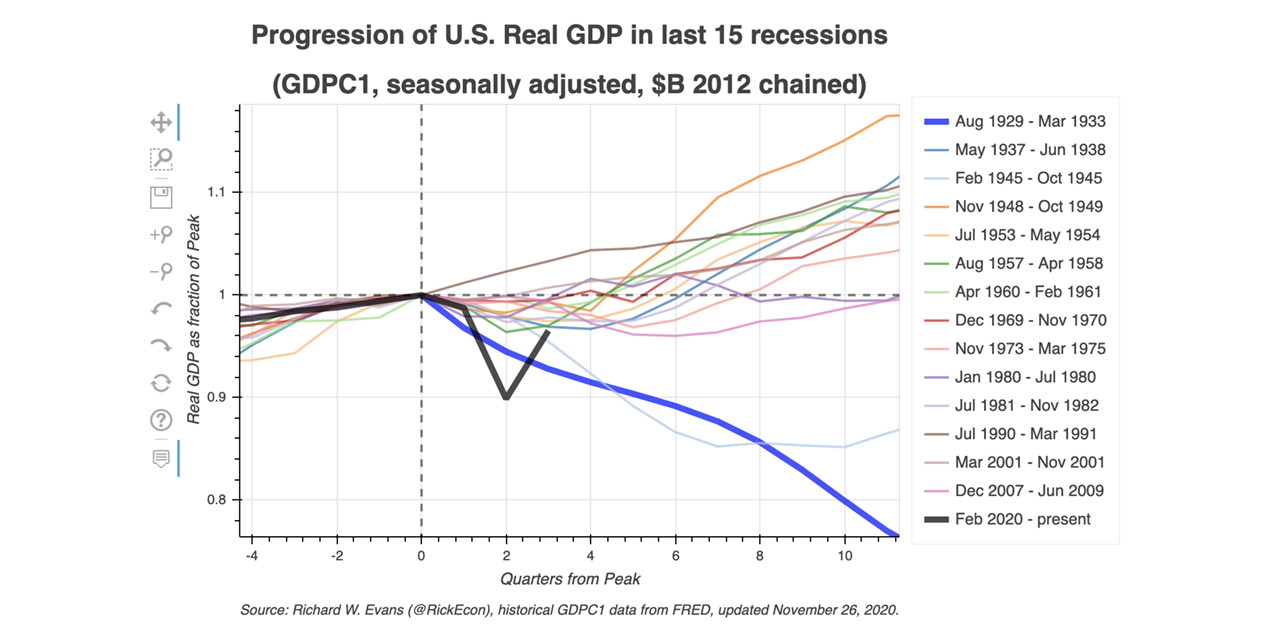 Progression of U.S. Real GDP in last 15 recessions
(GDPC1, seasonally adjusted, $B 2012 chained)
Real GDP as fraction of Peak
1.1
1
0.9
0.8
-4
-2
0
2
4
6
8
10
Quarters from Peak
Aug 1929 - Mar 1933
May 1937 - Jun 1938
Feb 1945 - Oct 1945
Nov 1948 - Oct 1949
Jul 1953 - May 1954
Aug 1957 - Apr 1958
Apr 1960 - Feb 1961
Dec 1969 - Nov 1970
Nov 1973 - Mar 1975
Jan 1980 - Jul 1980
Jul 1981 - Nov 1982
Jul 1990 - Mar 1991
Mar 2001 - Nov 2001
Dec 2007 - Jun 2009
Feb 2020 - present
Source: Richard W. Evans (@RickEcon), historical GDPC1 data from FRED, updated November 26, 2020.